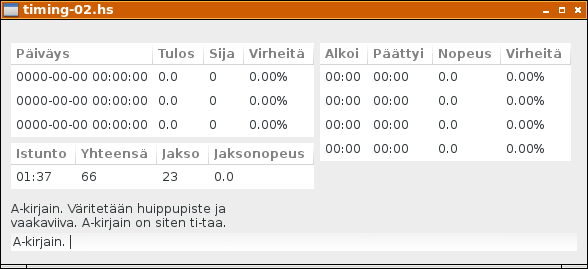 timing-02.hs
Päiväys Tulos Sija Virheitä
0000-00-00 00:00:00 0.0 0 0.00%
0000-00-00 00:00:00 0.0 0 0.00%
0000-00-00 00:00:00 0.0 0 0.00%
Istunto Yhteensä Jakso Jaksonopeus
01:37 66 23 0.0
Alkoi Päättyi Nopeus Virheitä
00:00 00:00 0.0 0.00%
00:00 00:00 0.0 0.00%
00:00 00:00 0.0 0.00%
00:00 00:00 0.0 0.00%
A-kirjain. Väritetään huippupiste ja
vaakaviiva. A-kirjain on siten ti-taa.
A-kirjain.